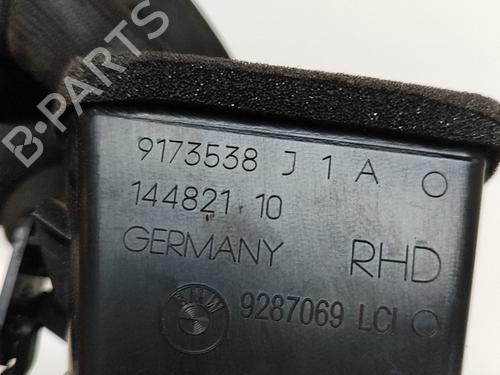 B-PARTS
9173538 J 1 A
144821 10
GERMANY RHD
BMW 9287069 LCI